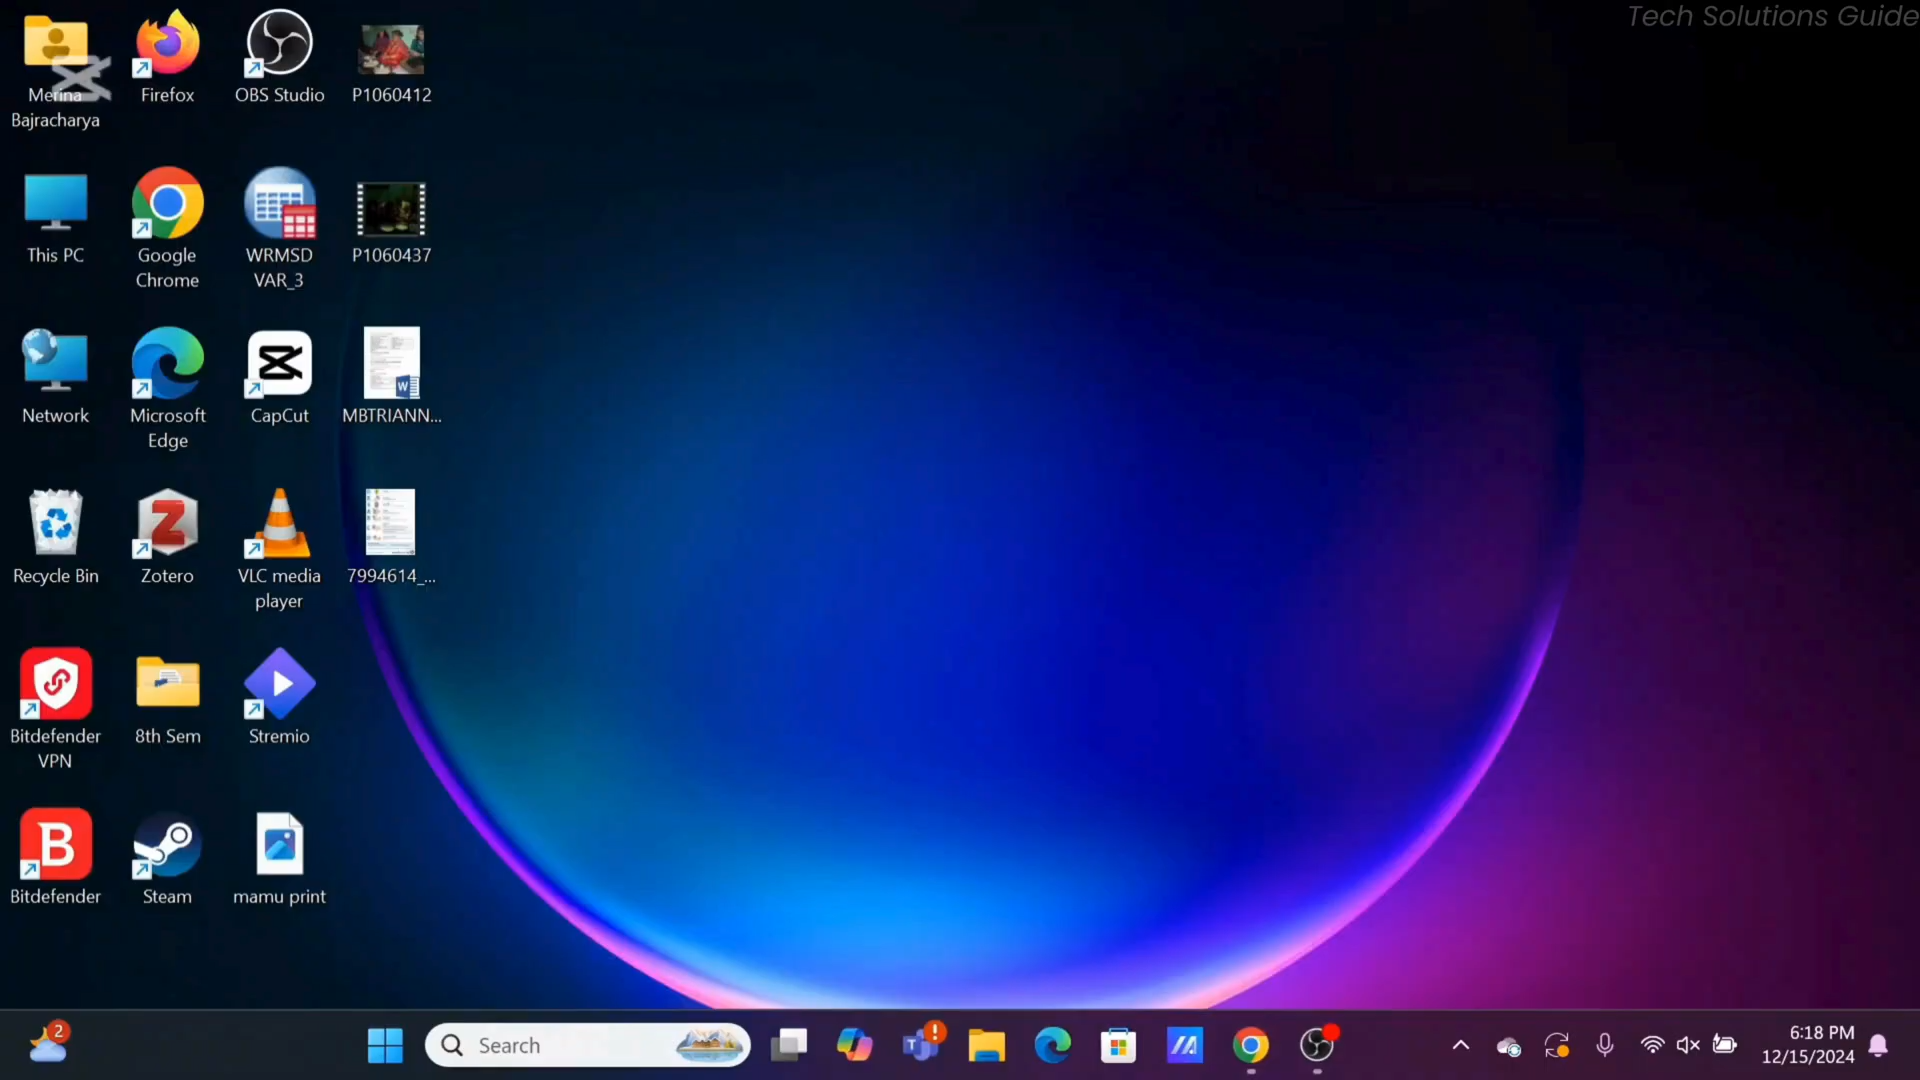 Tech Solutions Guide
Merina
Bajracharya
Firefox
OBS Studio
P1060412
This PC
Google
Chrome
WRMSD
VAR_3
P1060437
Network
Microsoft
Edge
CapCut
MBTRIANN...
Recycle Bin
Zotero
VLC media
player
7994614_...
Bitdefender
VPN
8th Sem
Stremio
Bitdefender
Steam
mamu print
2
Search
6:18 PM
12/15/2024